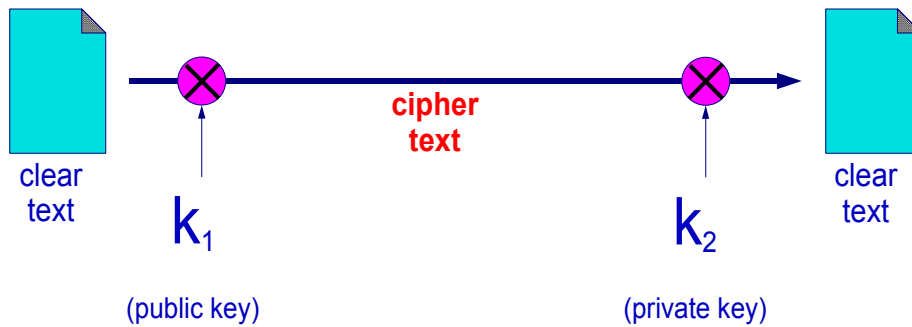 cipher
text
clear
text
clear
text
k₁
k₂
(public key)
(private key)